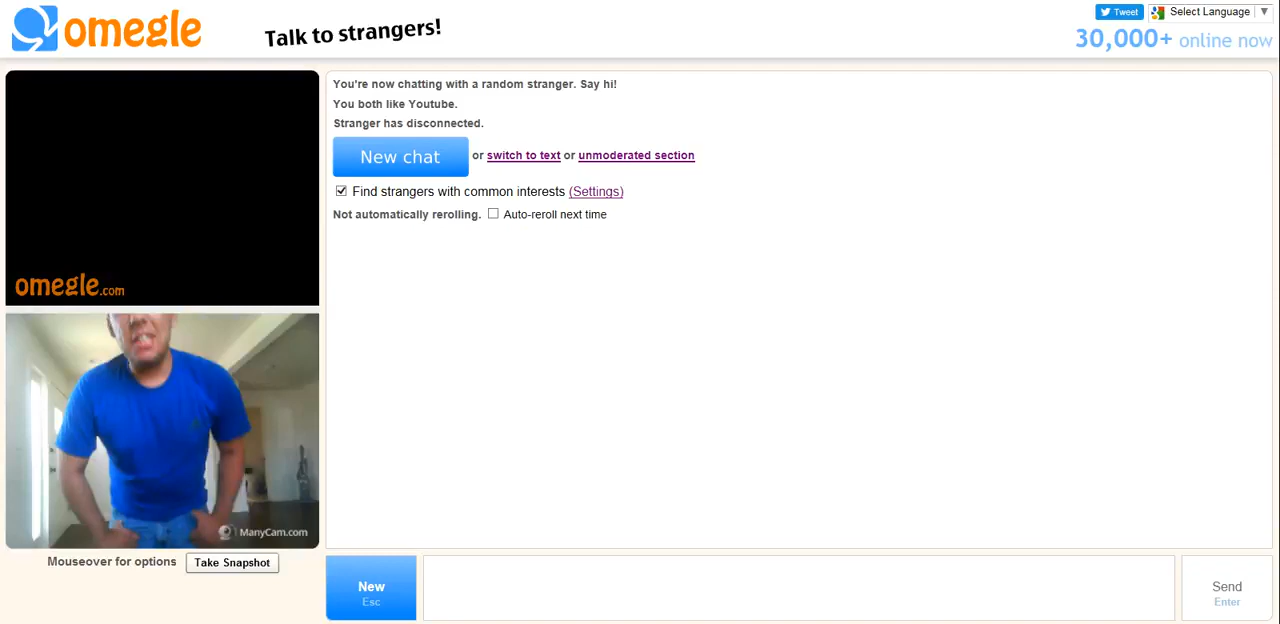 omegle
Talk to strangers!
Tweet
Select Language
30,000+ online now
omegle.com
ManyCam.com
Mouseover for options
Take Snapshot
You're now chatting with a random stranger. Say hi!
You both like Youtube.
Stranger has disconnected.
New chat or switch to text or unmoderated section
Find strangers with common interests (Settings)
Not automatically rerolling. Auto-reroll next time
New
Esc
Send
Enter